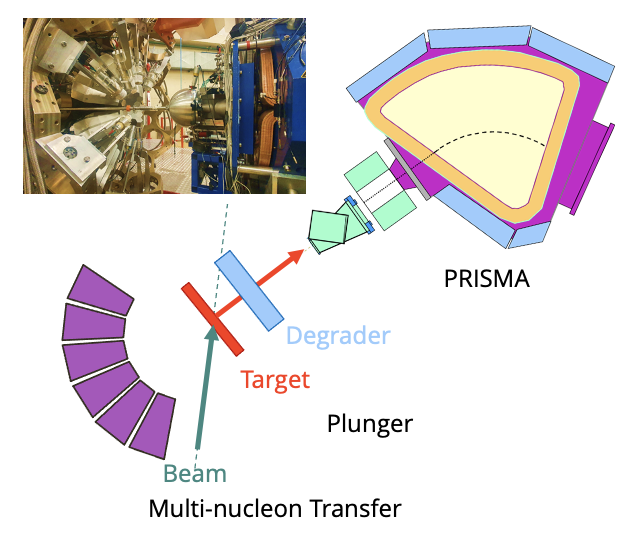 PRISMA
Degrader
Target
Plunger
Beam
Multi-nucleon Transfer